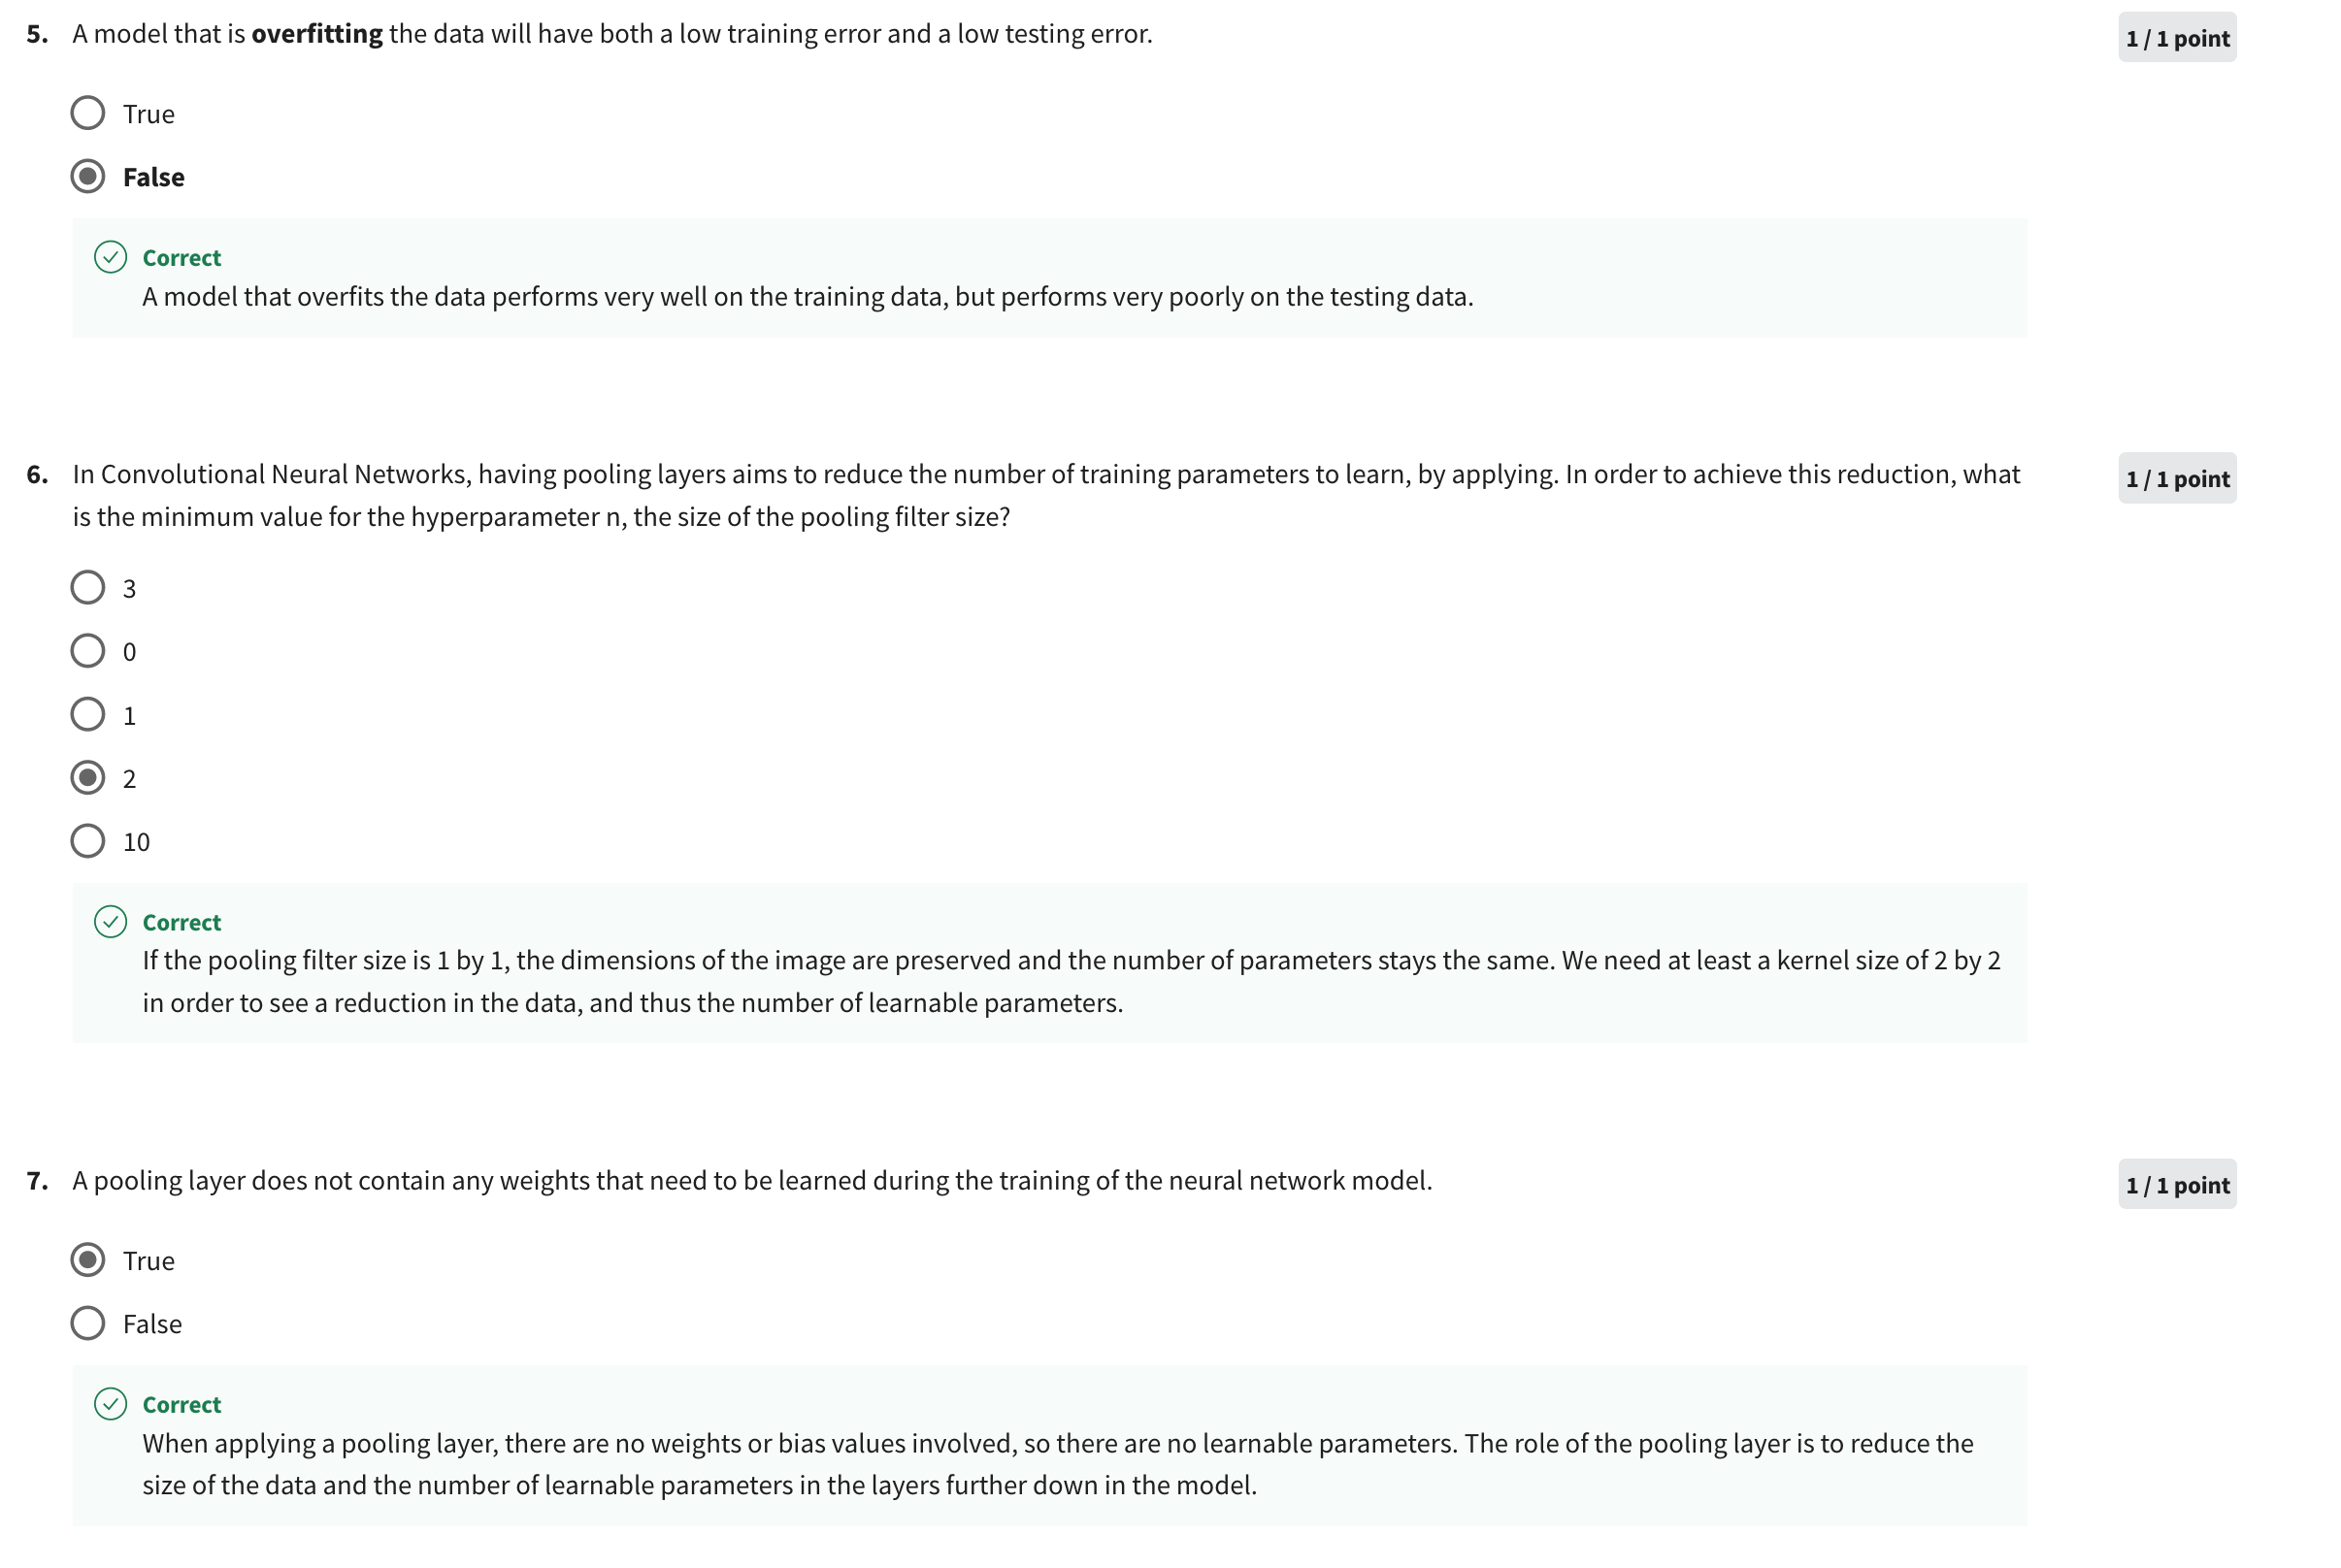 5. A model that is overfitting the data will have both a low training error and a low testing error.
1 / 1 point
True
False
Correct
A model that overfits the data performs very well on the training data, but performs very poorly on the testing data.
6. In Convolutional Neural Networks, having pooling layers aims to reduce the number of training parameters to learn, by applying. In order to achieve this reduction, what
is the minimum value for the hyperparameter n, the size of the pooling filter size?
1 / 1 point
3
0
1
2
10
Correct
If the pooling filter size is 1 by 1, the dimensions of the image are preserved and the number of parameters stays the same. We need at least a kernel size of 2 by 2
in order to see a reduction in the data, and thus the number of learnable parameters.
7. A pooling layer does not contain any weights that need to be learned during the training of the neural network model.
1 / 1 point
True
False
Correct
When applying a pooling layer, there are no weights or bias values involved, so there are no learnable parameters. The role of the pooling layer is to reduce the
size of the data and the number of learnable parameters in the layers further down in the model.